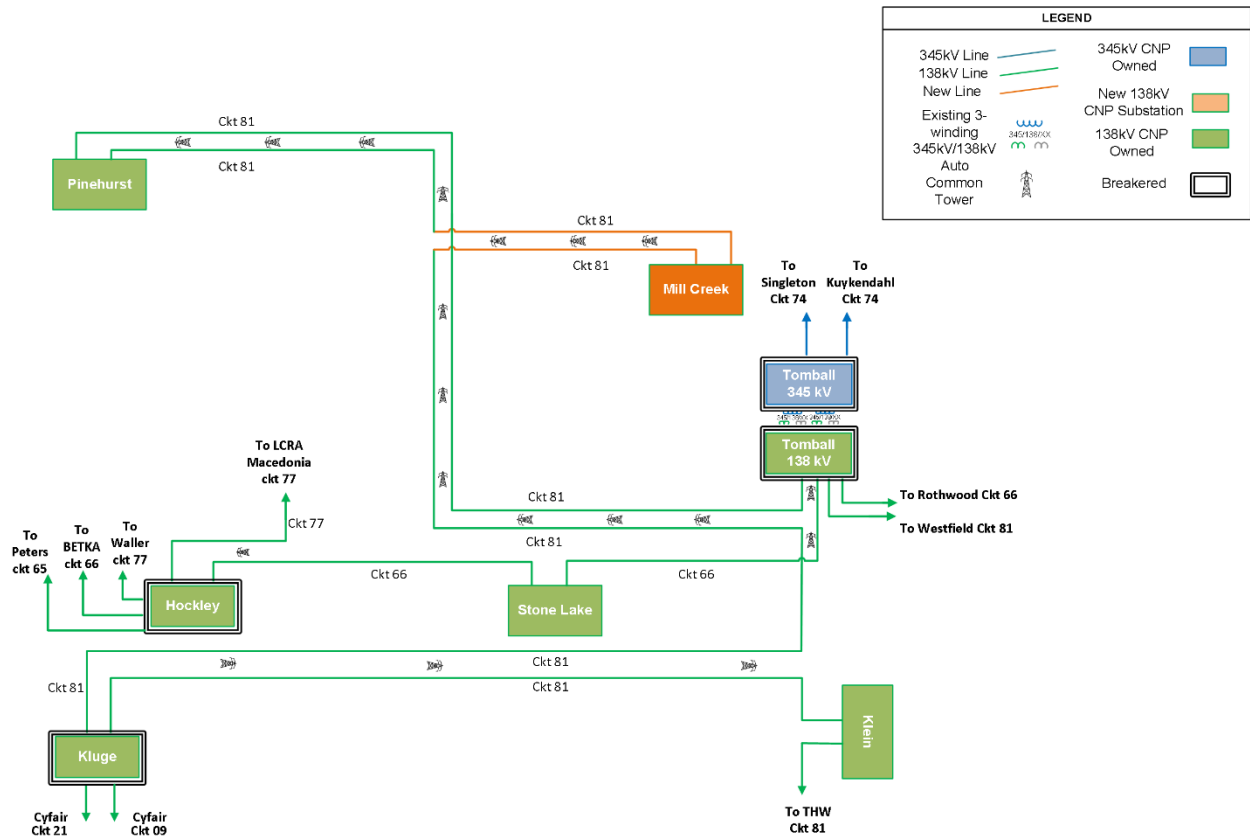 LEGEND
345kV Line
138kV Line
New Line
Existing 3-
winding
345kV/138kV
Auto
Common
Tower
345/138/XX
345kV CNP
Owned
New 138kV
CNP Substation
138kV CNP
Owned
Breakered
Ckt 81
Ckt 81
Pinehurst
Ckt 81
Ckt 81
Mill Creek
To
Singleton
Ckt 74
To
Kuykendahl
Ckt 74
Tomball
345 kV
Tomball
138 kV
To LCRA
Macedonia
ckt 77
Ckt 77
To
Peters
ckt 65
To
BETKA
ckt 66
To
Waller
ckt 77
Ckt 81
Ckt 81
To Rothwood Ckt 66
To Westfield Ckt 81
Ckt 66
Ckt 66
Hockley
Stone Lake
Ckt 81
Ckt 81
Ckt 81
Klein
Kluge
Cyfair
Ckt 21
Cyfair
Ckt 09
To THW
Ckt 81